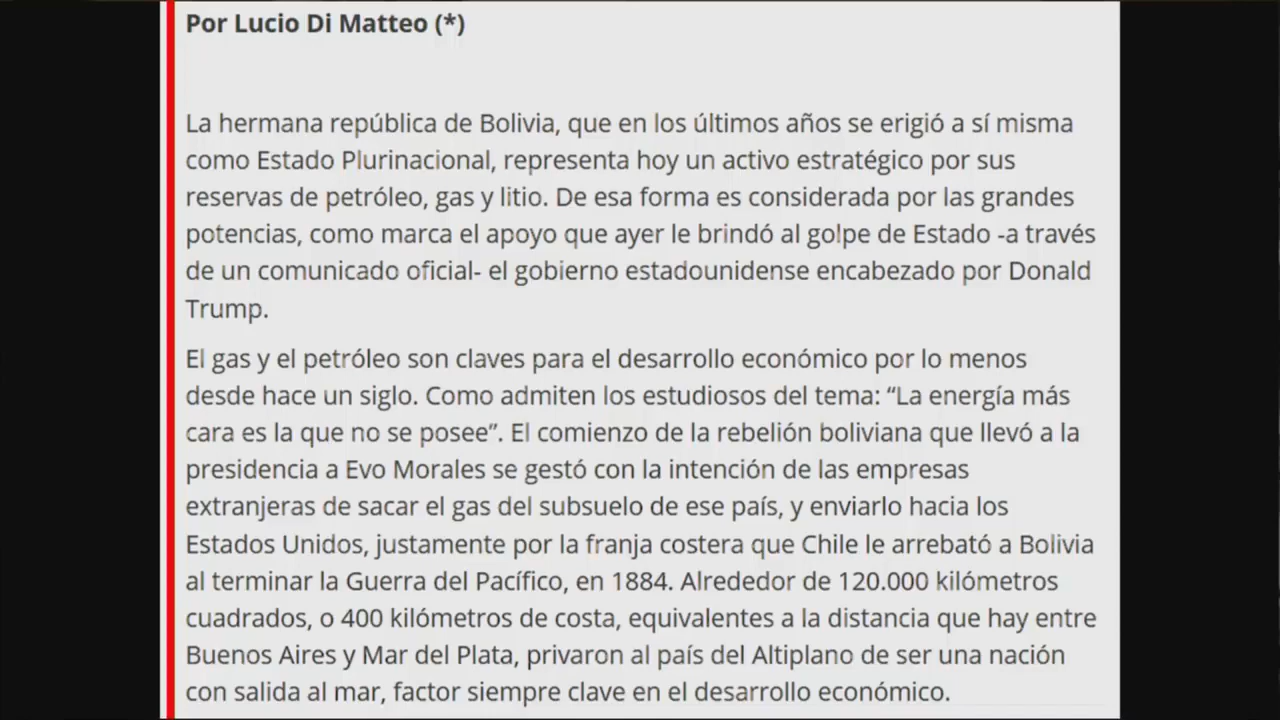 Por Lucio Di Matteo (*)
La hermana república de Bolivia, que en los últimos años se erigió a sí misma
como Estado Plurinacional, representa hoy un activo estratégico por sus
reservas de petróleo, gas y litio. De esa forma es considerada por las grandes
potencias, como marca el apoyo que ayer le brindó al golpe de Estado -a través
de un comunicado oficial- el gobierno estadounidense encabezado por Donald
Trump.
El gas y el petróleo son claves para el desarrollo económico por lo menos
desde hace un siglo. Como admiten los estudiosos del tema: “La energía más
cara es la que no se posee”. El comienzo de la rebelión boliviana que llevó a la
presidencia a Evo Morales se gestó con la intención de las empresas
extranjeras de sacar el gas del subsuelo de ese país, y enviarlo hacia los
Estados Unidos, justamente por la franja costera que Chile le arrebató a Bolivia
al terminar la Guerra del Pacífico, en 1884. Alrededor de 120.000 kilómetros
cuadrados, o 400 kilómetros de costa, equivalentes a la distancia que hay entre
Buenos Aires y Mar del Plata, privaron al país del Altiplano de ser una nación
con salida al mar, factor siempre clave en el desarrollo económico.